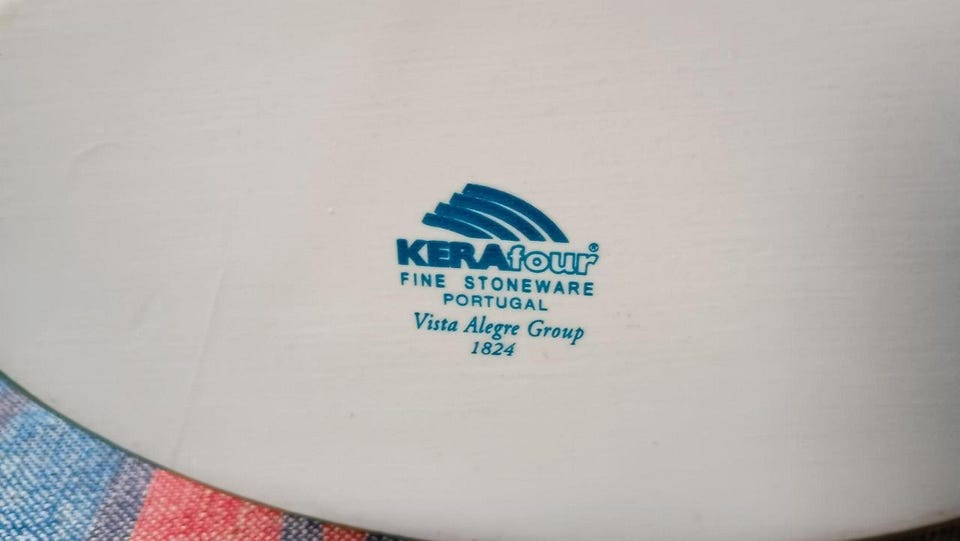 KERAfour®
FINE STONEWARE
PORTUGAL
Vista Alegre Group
1824